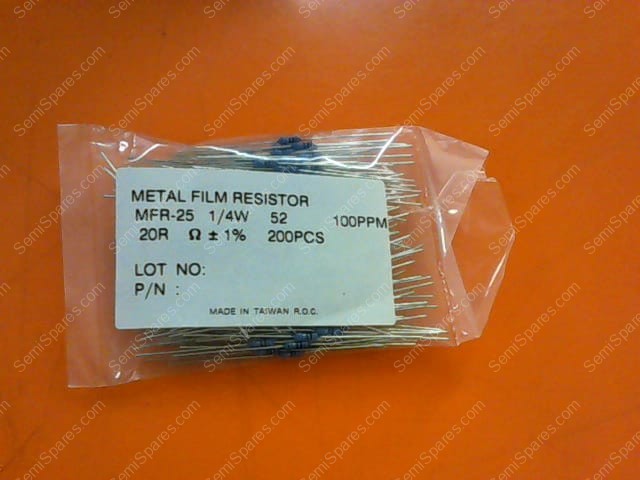 METAL FILM RESISTOR
MFR-25 1/4W 52 100PPM
20R Ω ± 1% 200PCS
LOT NO:
P/N :
MADE IN TAIWAN R.O.C.
SemiSpares.com